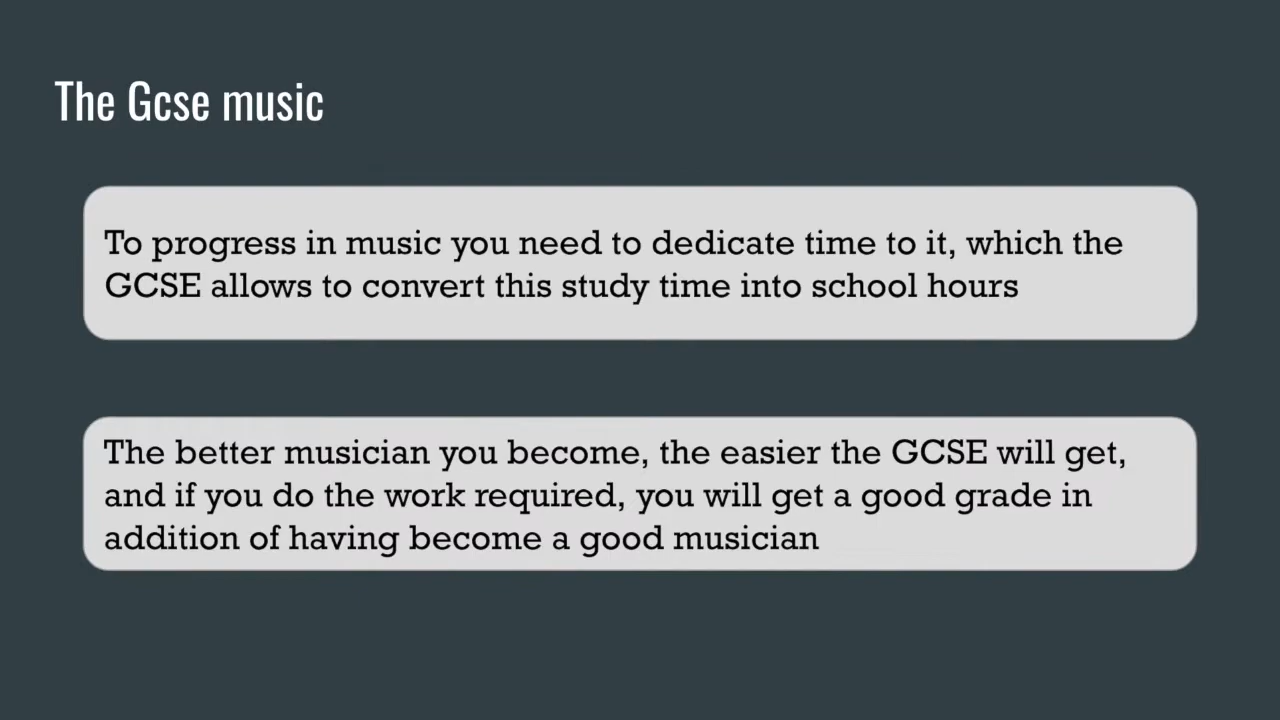 The Gcse music
To progress in music you need to dedicate time to it, which the
GCSE allows to convert this study time into school hours
The better musician you become, the easier the GCSE will get,
and if you do the work required, you will get a good grade in
addition of having become a good musician